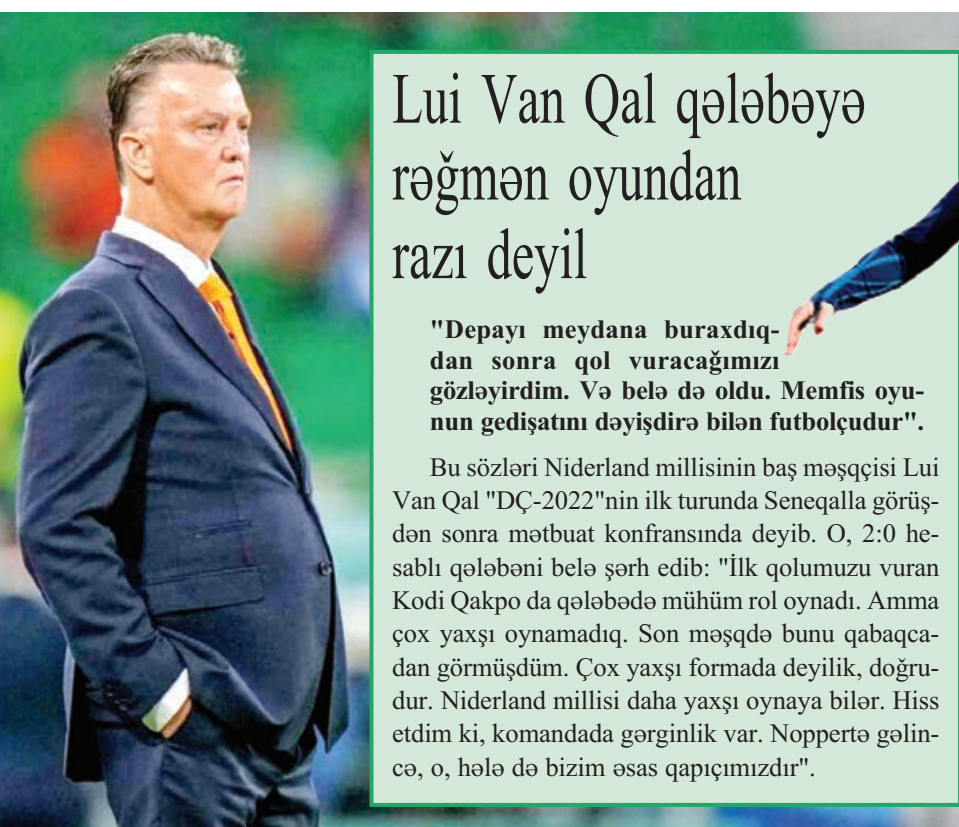 Lui Van Qal qələbəyə
rəğmən oyundan
razı deyil
"Depayı meydana buraxdıq-
dan sonra qol vuracağımızı
gözləyirdim. Və belə də oldu. Memfis oyu-
nun gedişatını dəyişdirə bilən futbolçudur".
Bu sözləri Niderland millisinin baş məşqçisi Lui
Van Qal "DÇ-2022"nin ilk turunda Seneqalla görüş-
dən sonra mətbuat konfransında deyib. O, 2:0 he-
sablı qələbəni belə şərh edib: "İlk qolumuzu vuran
Kodi Qakpo da qələbədə mühüm rol oynadı. Amma
çox yaxşı oynamadıq. Son məşqdə bunu qabaqca-
dan görmüşdüm. Çox yaxşı formada deyilik, doğru-
dur. Niderland millisi daha yaxşı oynaya bilər. Hiss
etdim ki, komandada gərginlik var. Noppertə gəlin-
cə, o, hələ də bizim əsas qapıçımızdır".